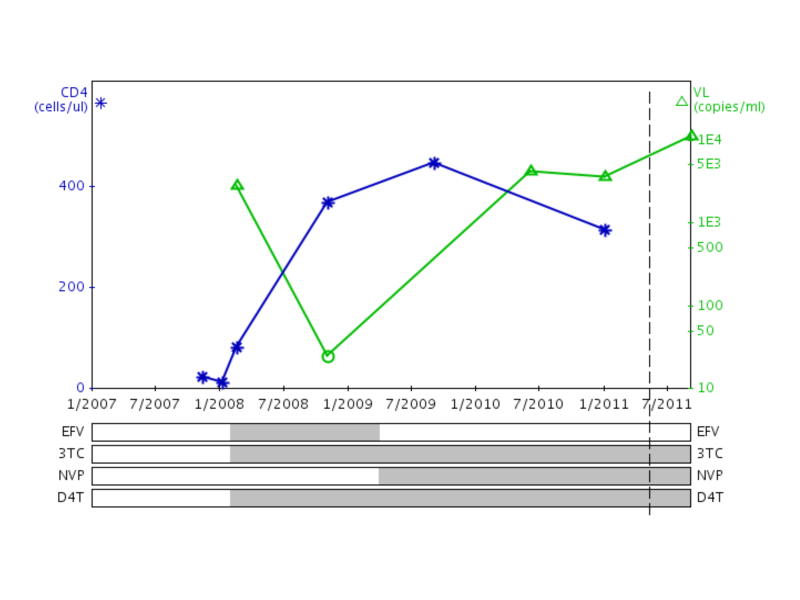 CD4
(cells/ul)
VL
(copies/ml)
400
200
0
1E4
5E3
1E3
500
100
50
10
1/2007 7/2007 1/2008 7/2008 1/2009 7/2009 1/2010 7/2010 1/2011 7/2011
EFV EFV
3TC 3TC
NVP NVP
D4T D4T